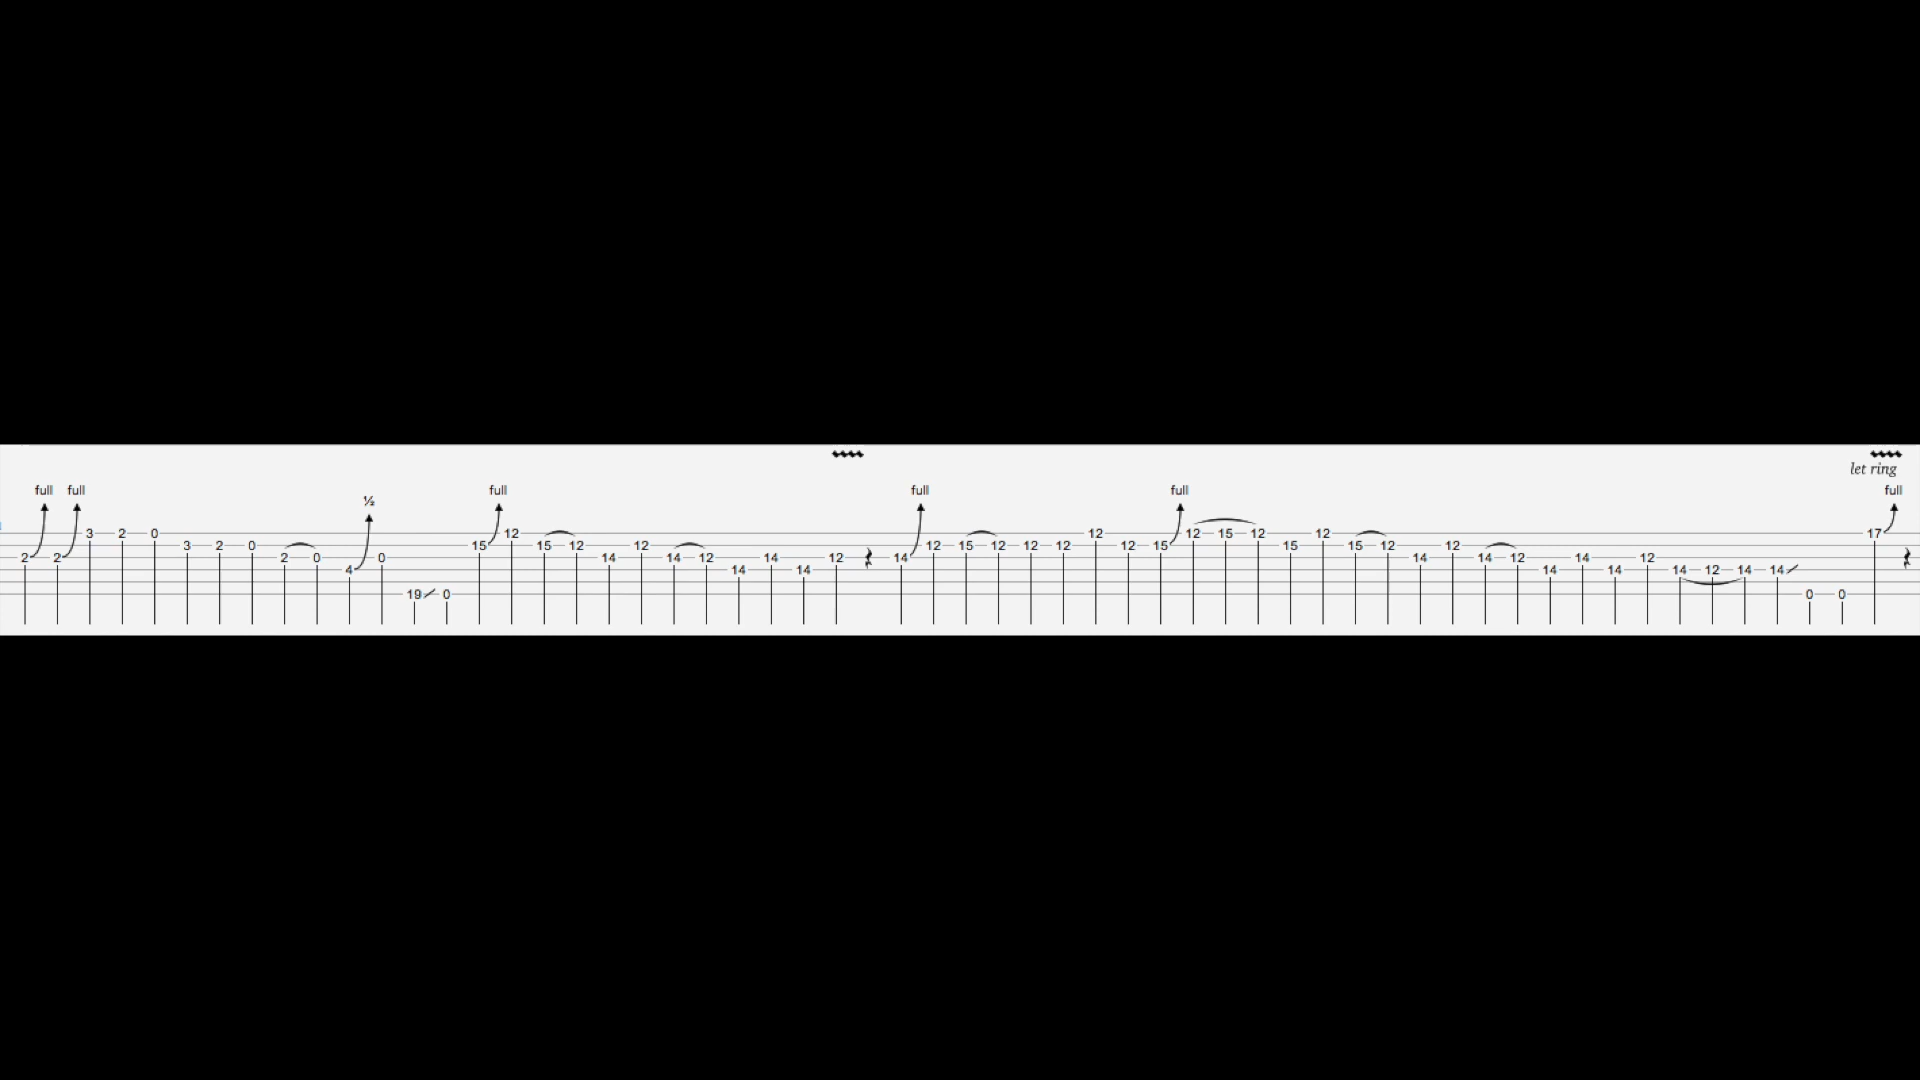 let ring
full full ½ full full full full
3 2 0 12 12 12 15 12 12 17
3 2 0 15 15 12 12 15 12 12 12 12 15 15 15 12
2 2 2 0 0 14 12 14 12 14 12 14 14 12 14 12 14 12
4 14 14 14 14 14 12 14 14
19 0 0 0